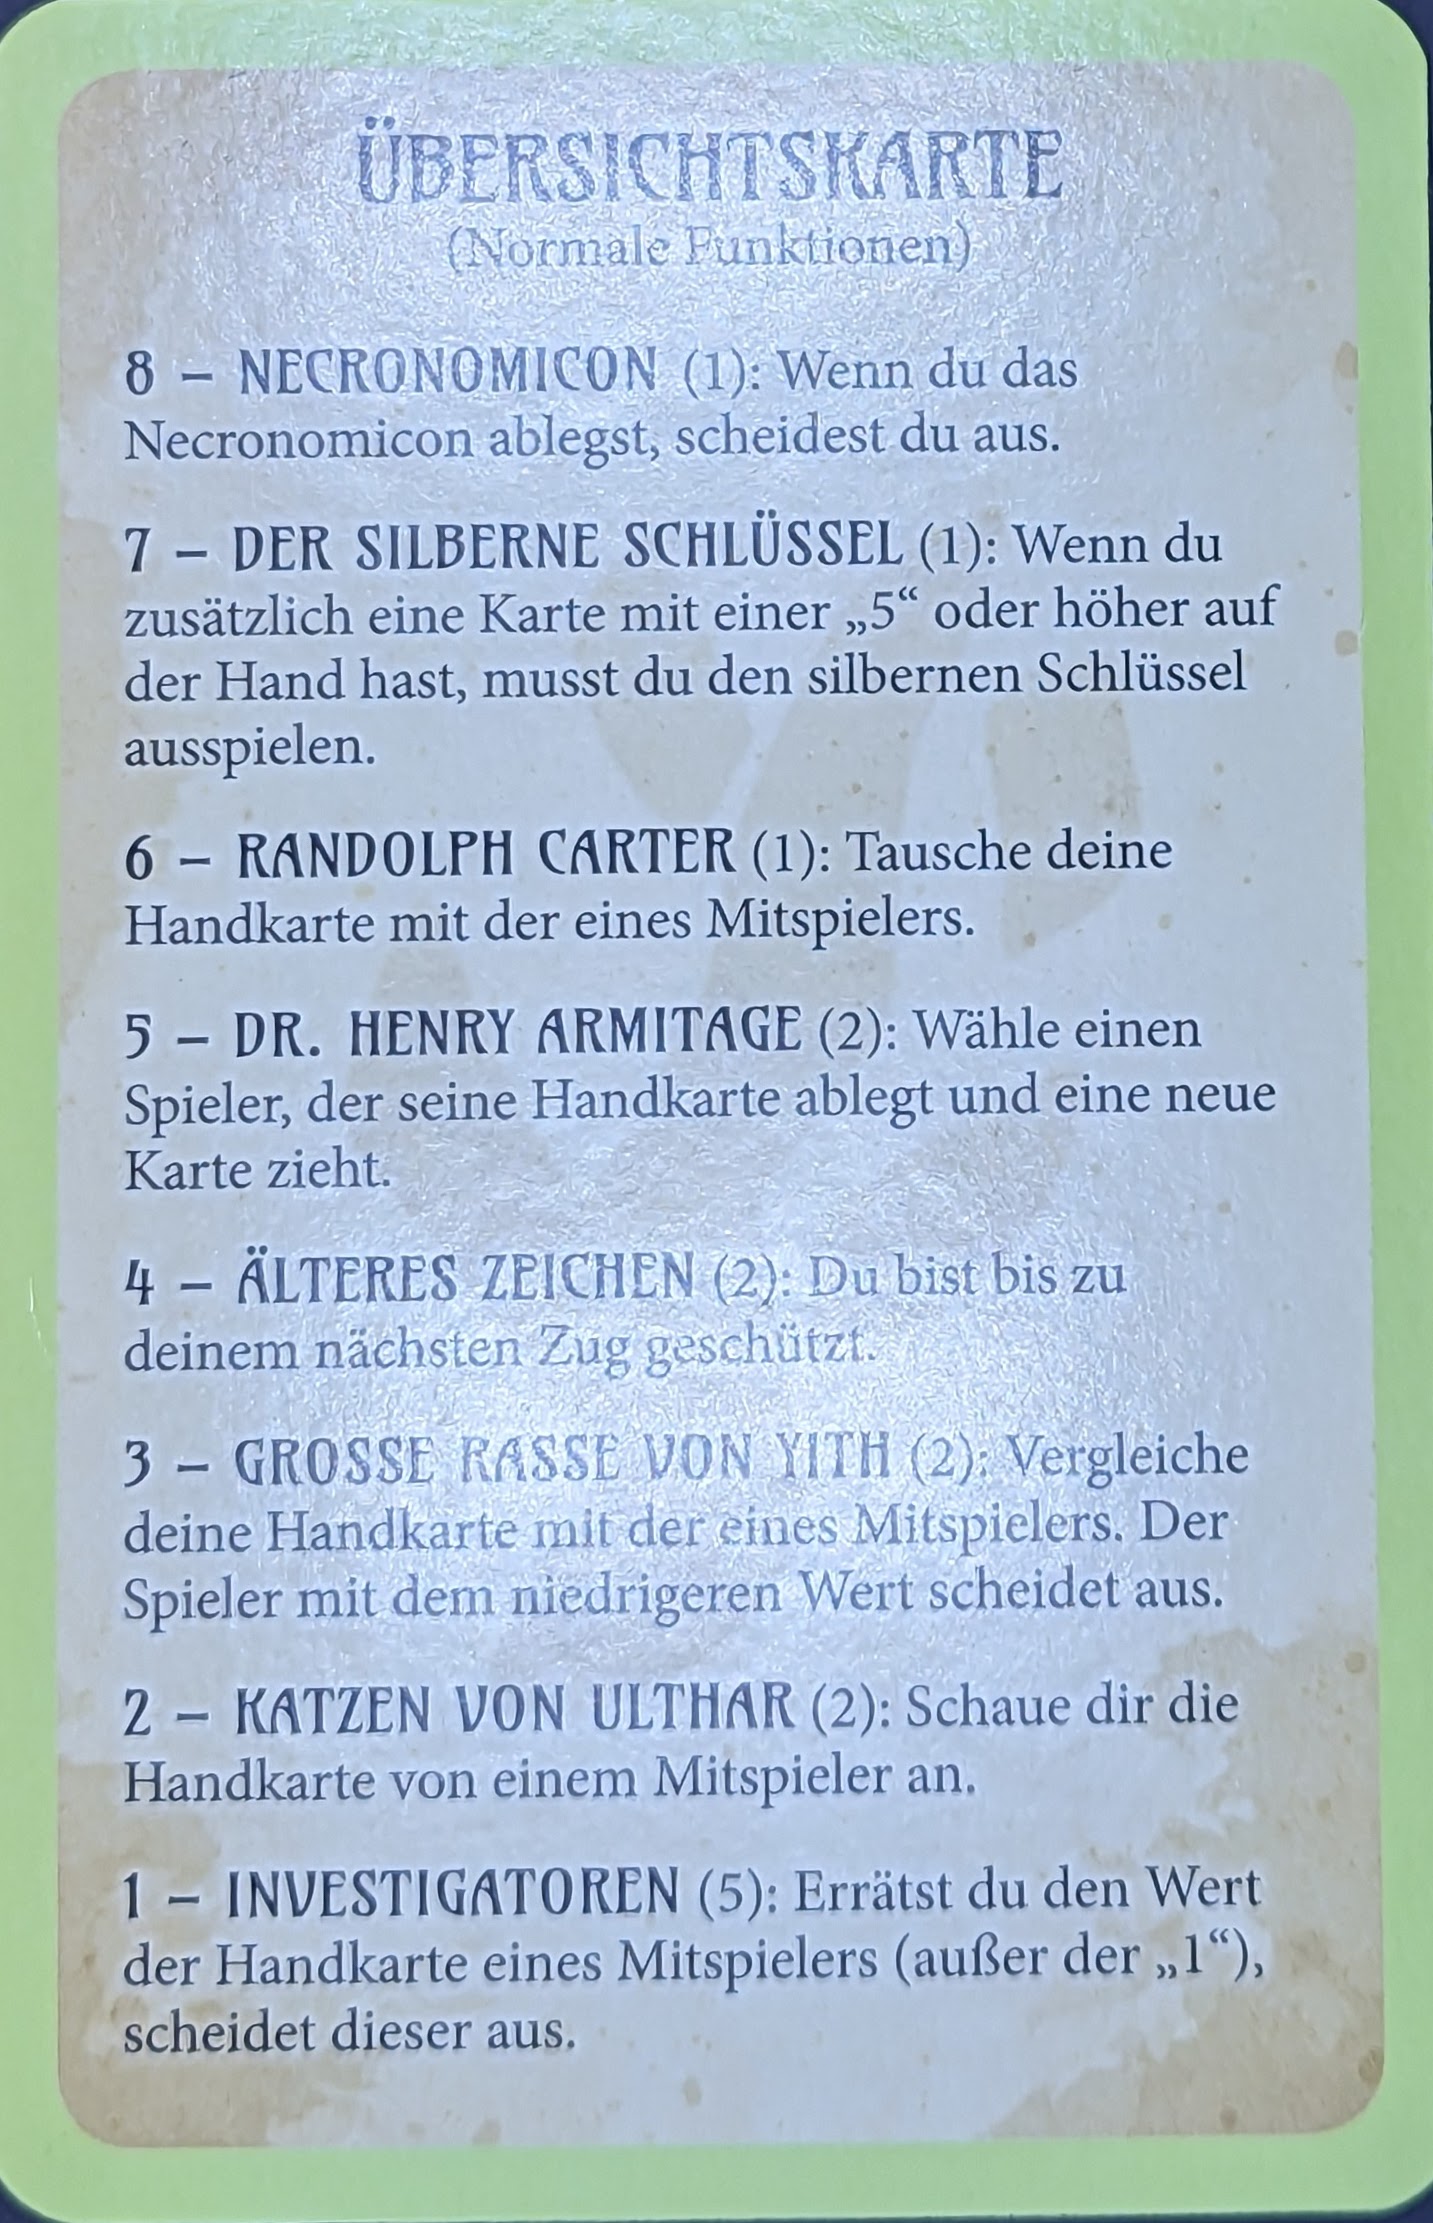 ÜBERSICHTSKARTE
(Normale Funktionen)
8 – NECRONOMICON (1): Wenn du das
Necronomicon ablegst, scheidest du aus.
7 – DER SILBERNE SCHLÜSSEL (1): Wenn du
zusätzlich eine Karte mit einer „5“ oder höher auf
der Hand hast, musst du den silbernen Schlüssel
ausspielen.
6 – RANDOLPH CARTER (1): Tausche deine
Handkarte mit der eines Mitspielers.
5 – DR. HENRY ARMITAGE (2): Wähle einen
Spieler, der seine Handkarte ablegt und eine neue
Karte zieht.
4 – ÄLTERES ZEICHEN (2): Du bist bis zu
deinem nächsten Zug geschützt.
3 – GROSSE RASSE VON YITH (2): Vergleiche
deine Handkarte mit der eines Mitspielers. Der
Spieler mit dem niedrigeren Wert scheidet aus.
2 – KATZEN VON ULTHAR (2): Schaue dir die
Handkarte von einem Mitspieler an.
1 – INVESTIGATOREN (5): Errätst du den Wert
der Handkarte eines Mitspielers (außer der „1“),
scheidet dieser aus.